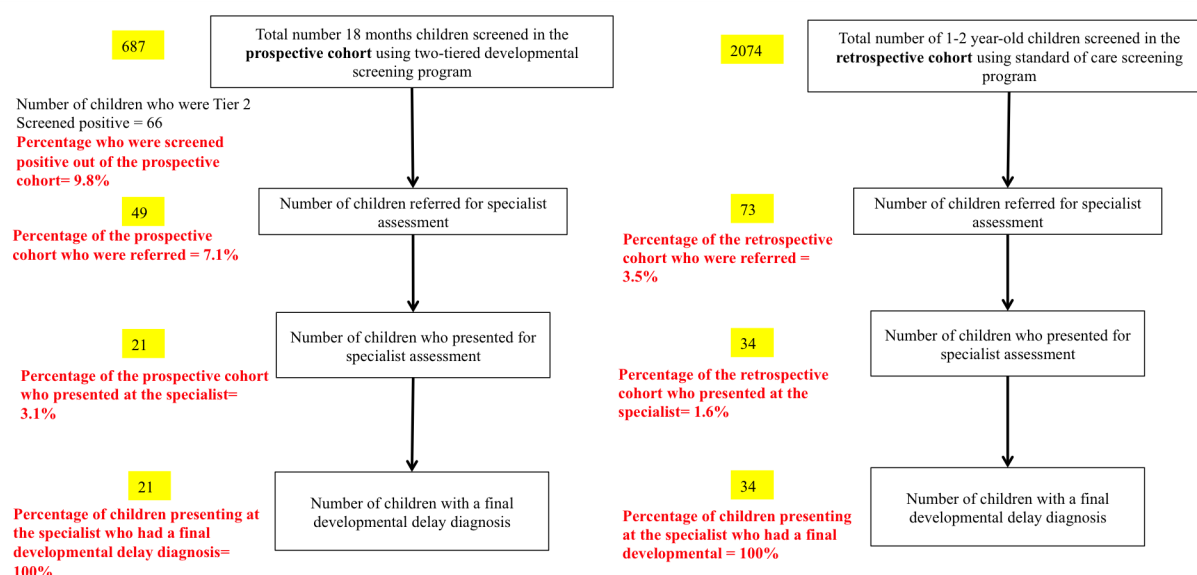 687
Total number 18 months children screened in the
prospective cohort using two-tiered developmental
screening program
Number of children who were Tier 2
Screened positive = 66
Percentage who were screened
positive out of the prospective
cohort= 9.8%
49
Percentage of the prospective
cohort who were referred = 7.1%
Number of children referred for specialist
assessment
21
Percentage of the prospective cohort
who presented at the specialist=
3.1%
Number of children who presented for
specialist assessment
21
Percentage of children presenting at
the specialist who had a final
developmental delay diagnosis=
100%
Number of children with a final
developmental delay diagnosis
2074
Total number of 1-2 year-old children screened in the
retrospective cohort using standard of care screening
program
73
Percentage of the retrospective
cohort who were referred =
3.5%
Number of children referred for specialist
assessment
34
Percentage of the retrospective
cohort who presented at the
specialist= 1.6%
Number of children who presented for
specialist assessment
34
Percentage of children presenting
at the specialist who had a final
developmental = 100%
Number of children with a final
developmental delay diagnosis